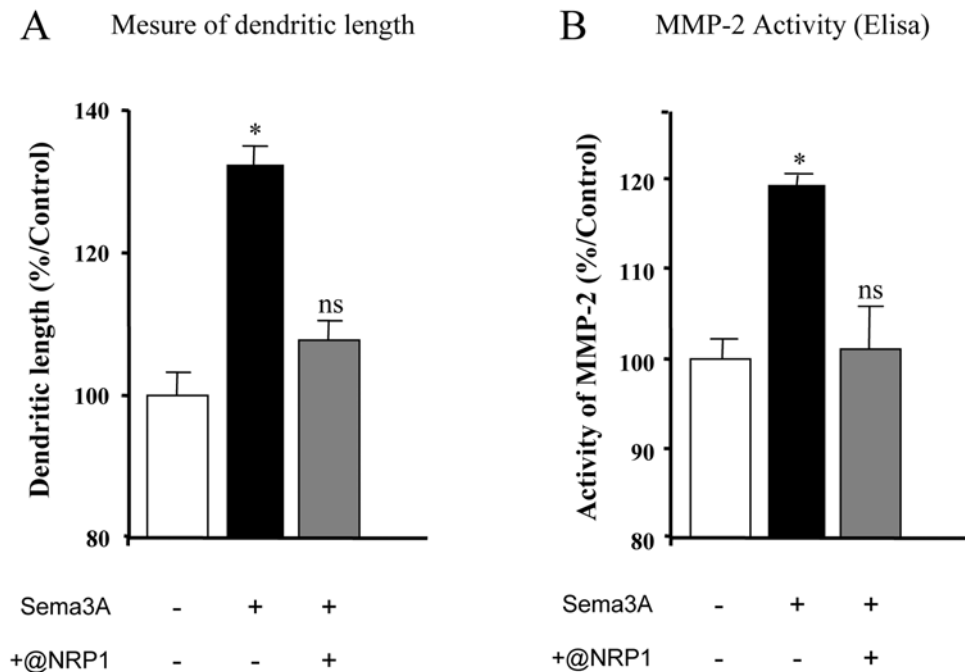 A Mesure of dendritic length
Dendritic length (%/Control)
140
120
100
80
*
ns
Sema3A - + +
+@NRP1 - - +
B MMP-2 Activity (Elisa)
Activity of MMP-2 (%/Control)
120
110
100
90
80
*
ns
Sema3A - + +
+@NRP1 - - +